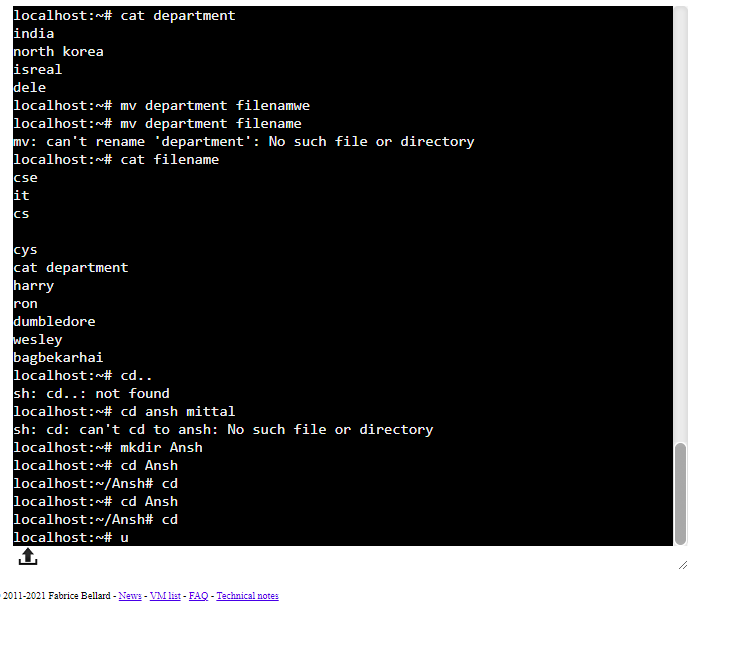 localhost:~# cat department
india
north korea
isreal
dele
localhost:~# mv department filenamwe
localhost:~# mv department filename
mv: can't rename 'department': No such file or directory
localhost:~# cat filename
cse
it
cs

cys
cat department
harry
ron
dumbledore
wesley
bagbekarhai
localhost:~# cd..
sh: cd..: not found
localhost:~# cd ansh mittal
sh: cd: can't cd to ansh: No such file or directory
localhost:~# mkdir Ansh
localhost:~# cd Ansh
localhost:~/Ansh# cd
localhost:~# cd Ansh
localhost:~/Ansh# cd
localhost:~# u
2011-2021 Fabrice Bellard - News - VM list - FAQ - Technical notes